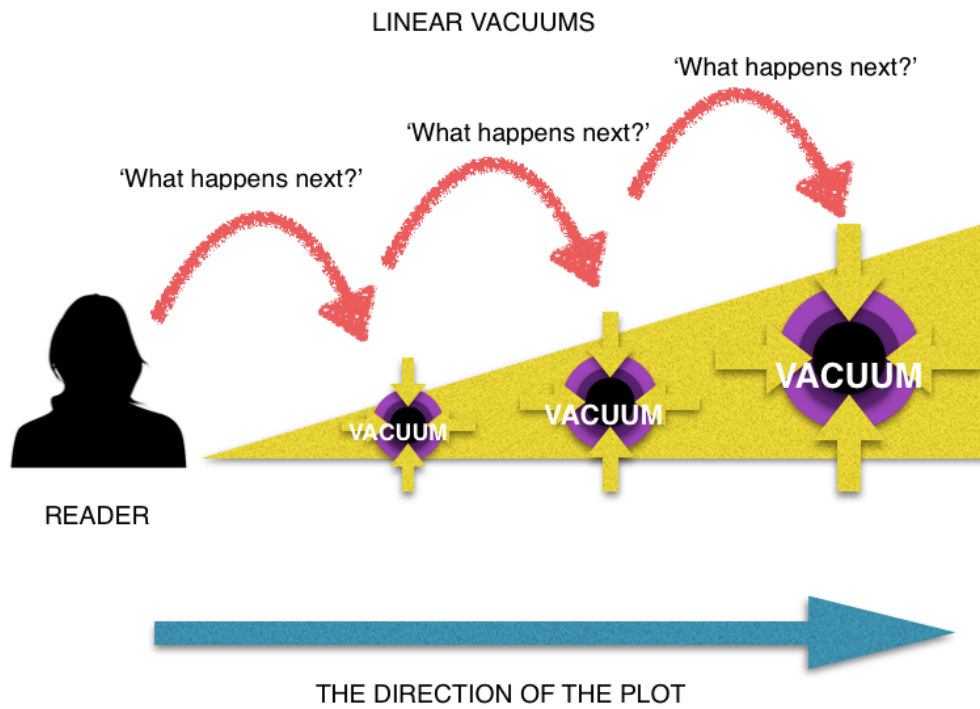 LINEAR VACUUMS
‘What happens next?’
‘What happens next?’
‘What happens next?’
VACUUM
VACUUM
VACUUM
READER
THE DIRECTION OF THE PLOT